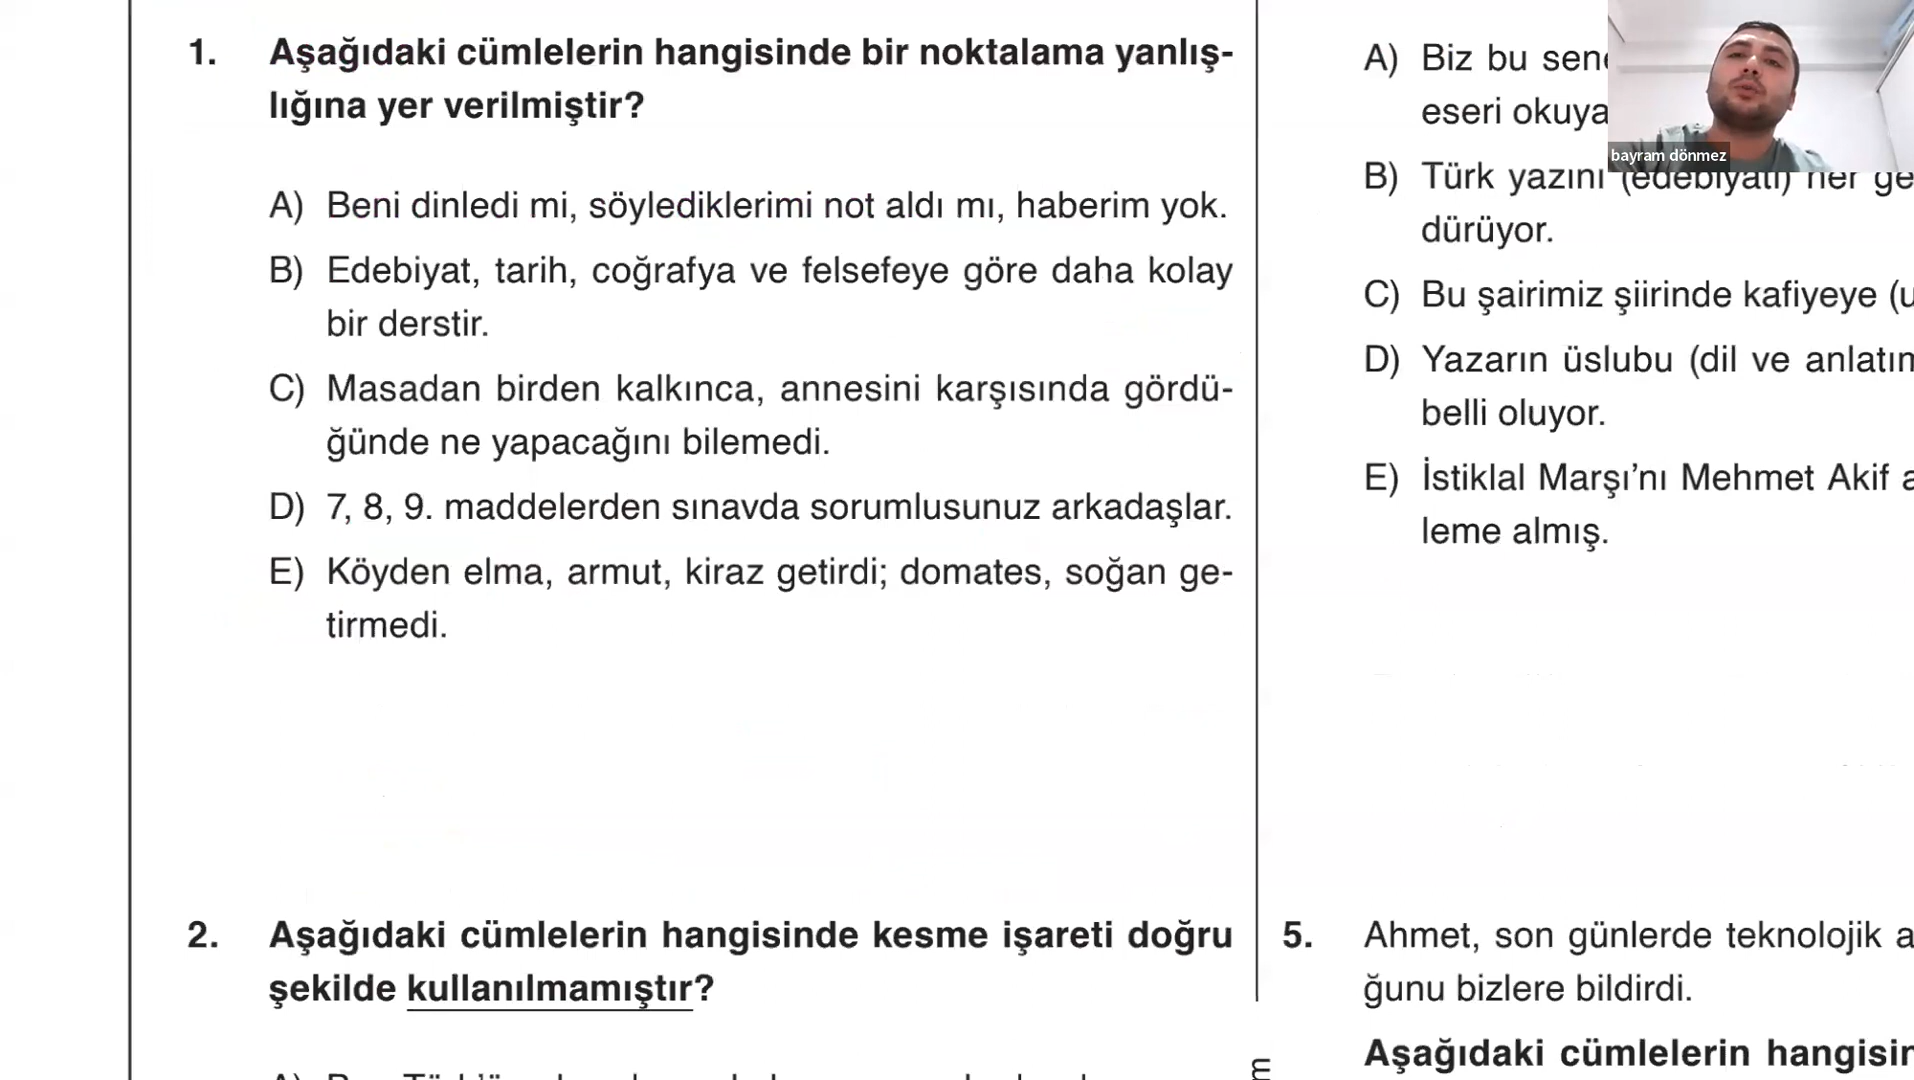 1. Aşağıdaki cümlelerin hangisinde bir noktalama yanlış-
lığına yer verilmiştir?
A) Beni dinledi mi, söylediklerimi not aldı mı, haberim yok.
B) Edebiyat, tarih, coğrafya ve felsefeye göre daha kolay
bir derstir.
C) Masadan birden kalkınca, annesini karşısında gördü-
ğünde ne yapacağını bilemedi.
D) 7, 8, 9. maddelerden sınavda sorumlusunuz arkadaşlar.
E) Köyden elma, armut, kiraz getirdi; domates, soğan ge-
tirmedi.
2. Aşağıdaki cümlelerin hangisinde kesme işareti doğru
şekilde kullanılmamıştır?
A)
A) Biz bu
eseri
B) Türk yazını (edebiyatı) her
dürüyor.
C) Bu şairimiz şiirinde kafiyeye
D) Yazarın üslubu (dil ve
belli oluyor.
E) İstiklal Marşı’nı Mehmet Akif
leme almış.
5. Ahmet, son günlerde teknolojik
ğunu bizlere bildirdi.
Aşağıdaki cümlelerin
bayram dönmez